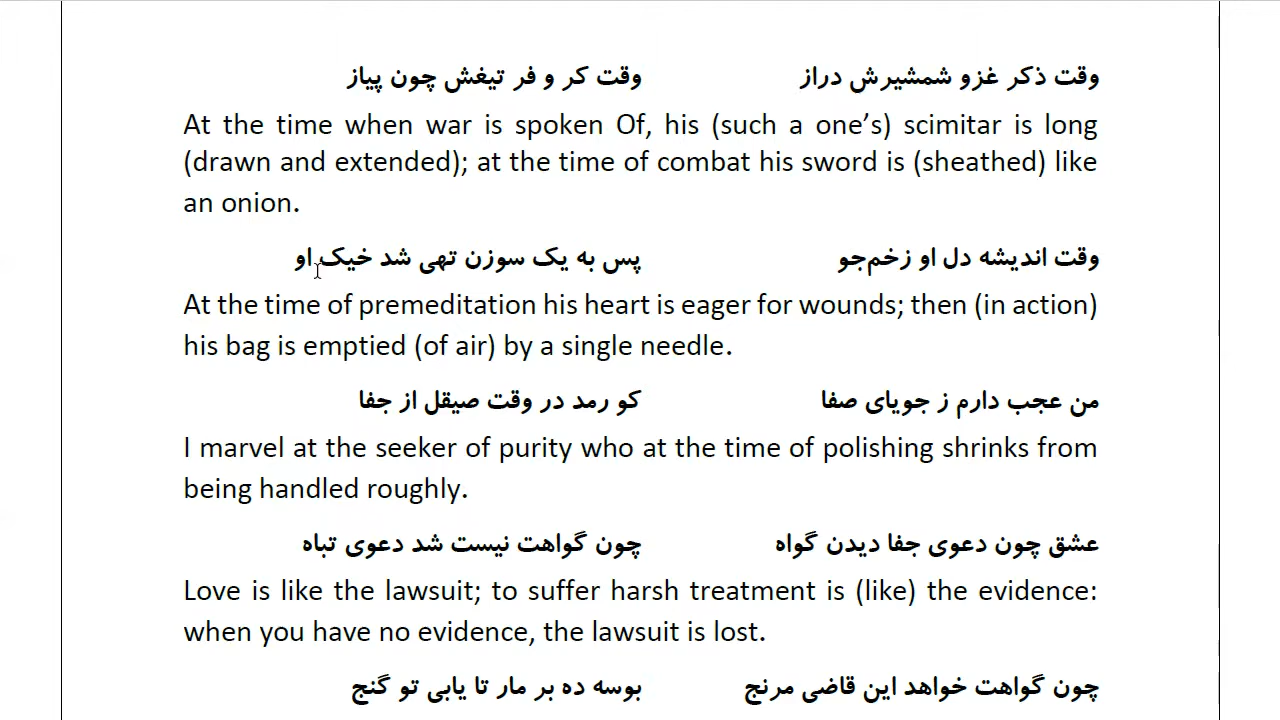 وقت ذکر غزو شمشیرش دراز وقت کر و فر تیغش چون پیاز
At the time when war is spoken Of, his (such a one’s) scimitar is long
(drawn and extended); at the time of combat his sword is (sheathed) like
an onion.
وقت اندیشه دل او زخم‌جو پس به یک سوزن تهی شد خیک او
At the time of premeditation his heart is eager for wounds; then (in action)
his bag is emptied (of air) by a single needle.
من عجب دارم ز جویای صفا کو رمد در وقت صیقل از جفا
I marvel at the seeker of purity who at the time of polishing shrinks from
being handled roughly.
عشق چون دعوی جفا دیدن گواه چون گواهت نیست شد دعوی تباه
Love is like the lawsuit; to suffer harsh treatment is (like) the evidence:
when you have no evidence, the lawsuit is lost.
چون گواهت خواهد این قاضی مرنج بوسه ده بر مار تا یابی تو گنج